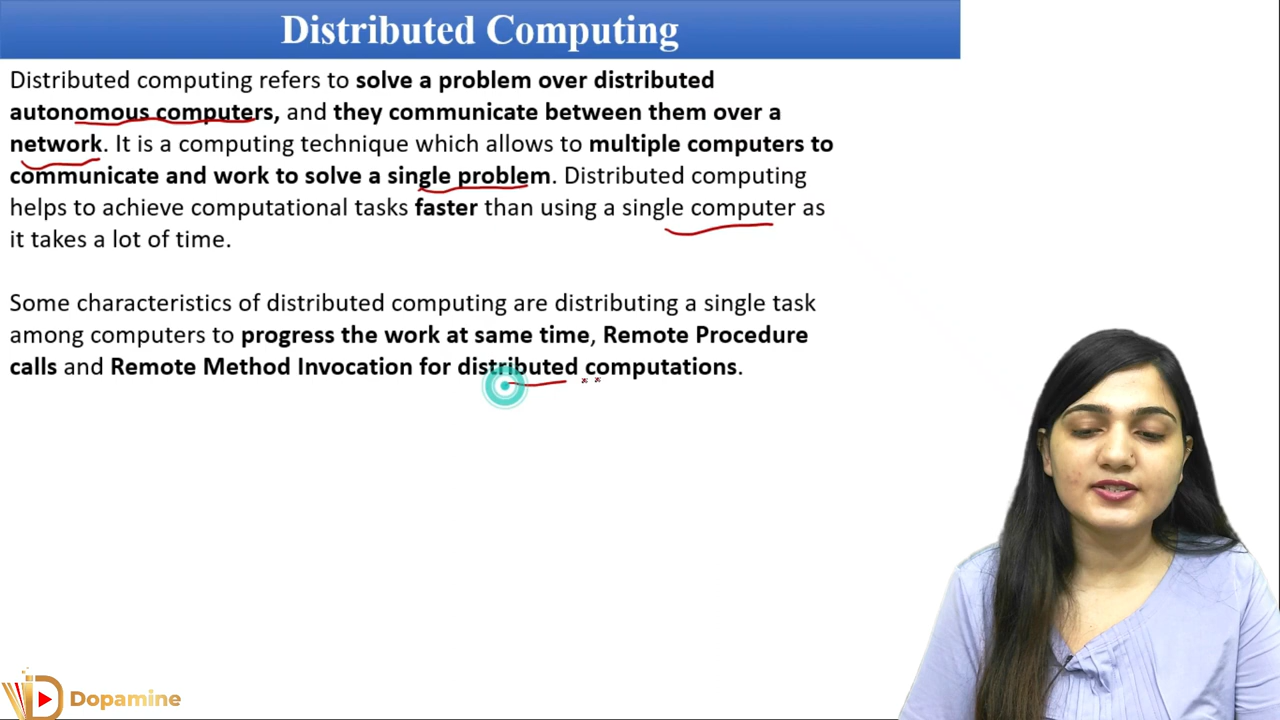 Distributed Computing
Distributed computing refers to solve a problem over distributed
autonomous computers, and they communicate between them over a
network. It is a computing technique which allows to multiple computers to
communicate and work to solve a single problem. Distributed computing
helps to achieve computational tasks faster than using a single computer as
it takes a lot of time.
Some characteristics of distributed computing are distributing a single task
among computers to progress the work at same time, Remote Procedure
calls and Remote Method Invocation for distributed computations.
Dopamine